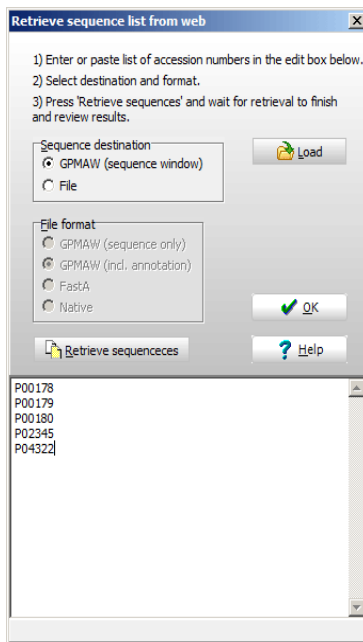 Retrieve sequence list from web
1) Enter or paste list of accession numbers in the edit box below.
2) Select destination and format.
3) Press 'Retrieve sequences' and wait for retrieval to finish
and review results.
Sequence destination
GPMAW (sequence window)
File
Load
File format
GPMAW (sequence only)
GPMAW (incl. annotation)
FastA
Native
OK
Retrieve sequenceces
Help
P00178
P00179
P00180
P02345
P04322